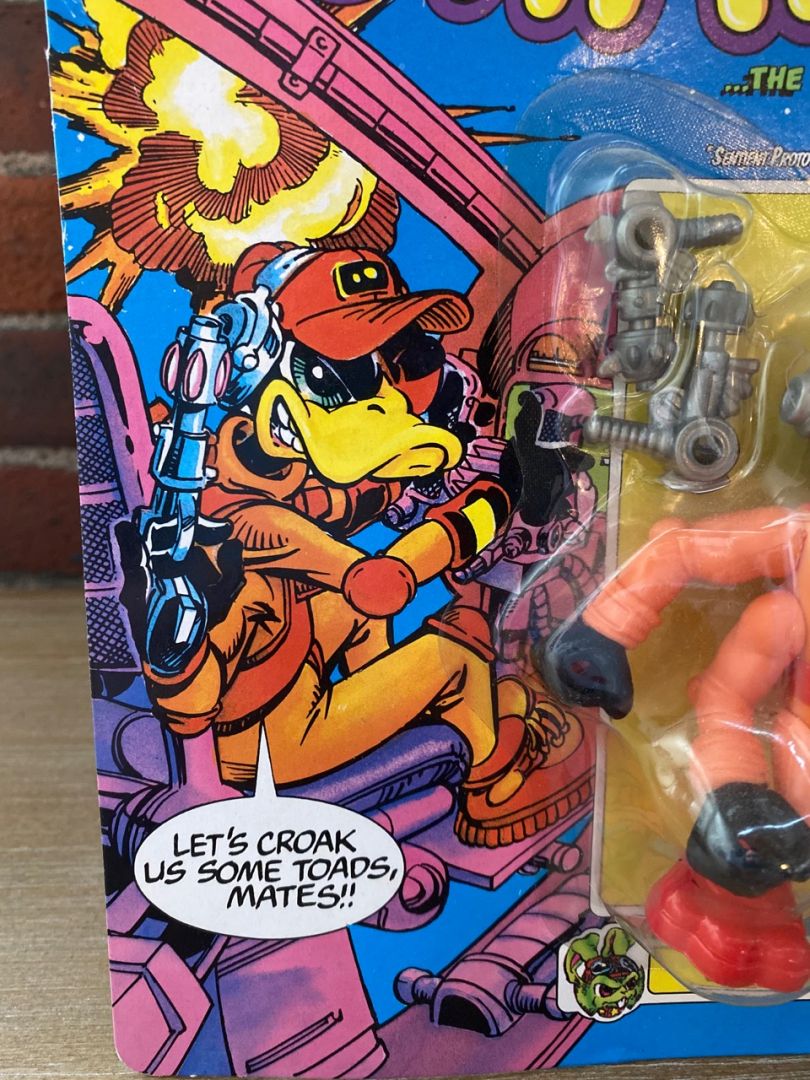 ...THE
"SENTIENT PROTO
LET'S CROAK
US SOME TOADS,
MATES!!